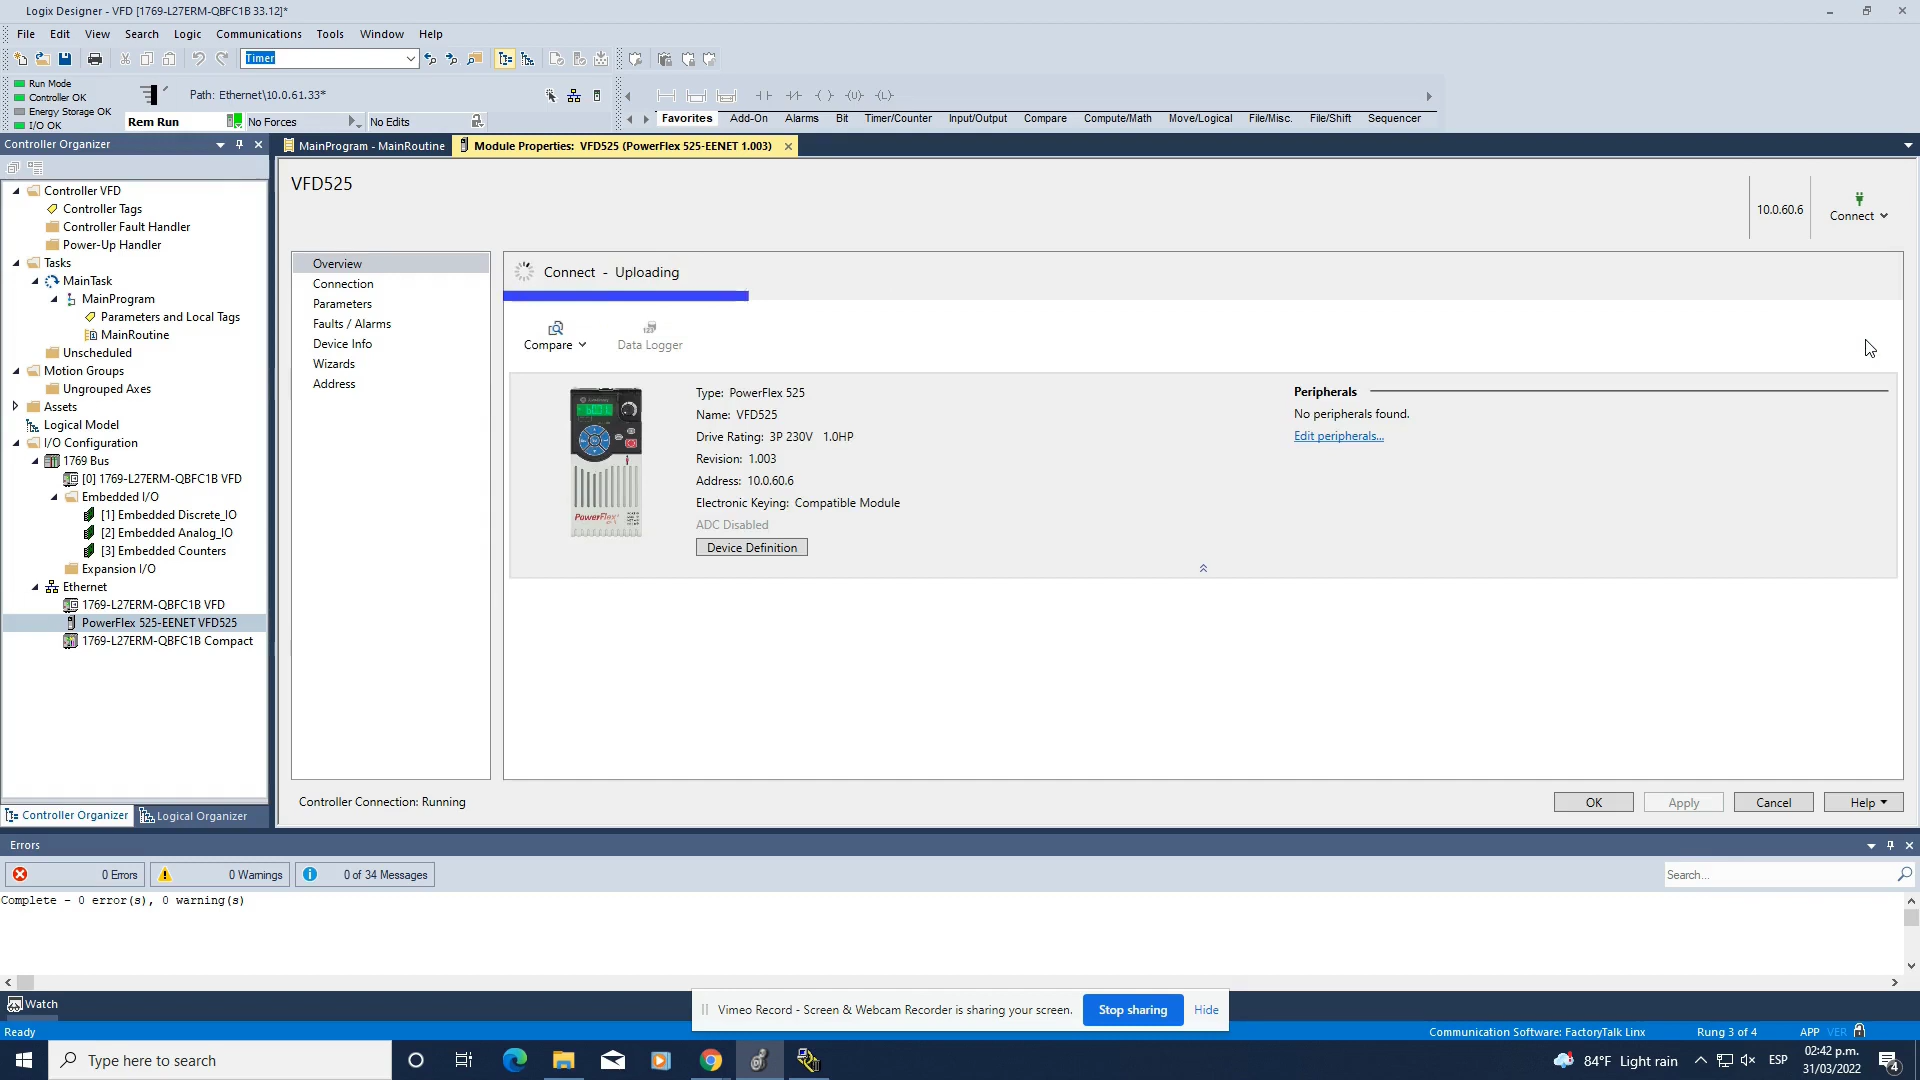 Logix Designer - VFD [1769-L27ERM-QBFC1B 33.12]*
File Edit View Search Logic Communications Tools Window Help
Timer
Run Mode
Controller OK
Energy Storage OK
I/O OK
Path: Ethernet\10.0.61.33*
Rem Run No Forces No Edits
Favorites Add-On Alarms Bit Timer/Counter Input/Output Compare Compute/Math Move/Logical File/Misc. File/Shift Sequencer
Controller Organizer
MainProgram - MainRoutine
Module Properties: VFD525 (PowerFlex 525-EENET 1.003)
Controller VFD
Controller Tags
Controller Fault Handler
Power-Up Handler
Tasks
MainTask
MainProgram
Parameters and Local Tags
MainRoutine
Unscheduled
Motion Groups
Ungrouped Axes
Assets
Logical Model
I/O Configuration
1769 Bus
[0] 1769-L27ERM-QBFC1B VFD
Embedded I/O
[1] Embedded Discrete_IO
[2] Embedded Analog_IO
[3] Embedded Counters
Expansion I/O
Ethernet
1769-L27ERM-QBFC1B VFD
PowerFlex 525-EENET VFD525
1769-L27ERM-QBFC1B Compact
Controller Organizer Logical Organizer
VFD525
10.0.60.6
Connect
Overview
Connection
Parameters
Faults / Alarms
Device Info
Wizards
Address
Connect - Uploading
Compare
Data Logger
PowerFlex
Type: PowerFlex 525
Name: VFD525
Drive Rating: 3P 230V 1.0HP
Revision: 1.003
Address: 10.0.60.6
Electronic Keying: Compatible Module
ADC Disabled
Device Definition
Peripherals
No peripherals found.
Edit peripherals...
Controller Connection: Running
OK Apply Cancel Help
Errors
0 Errors 0 Warnings 0 of 34 Messages
Search...
Complete - 0 error(s), 0 warning(s)
Watch
Vimeo Record - Screen & Webcam Recorder is sharing your screen. Stop sharing Hide
Ready
Communication Software: FactoryTalk Linx Rung 3 of 4 APP VER
Type here to search
84°F Light rain
ESP
02:42 p.m.
31/03/2022
4